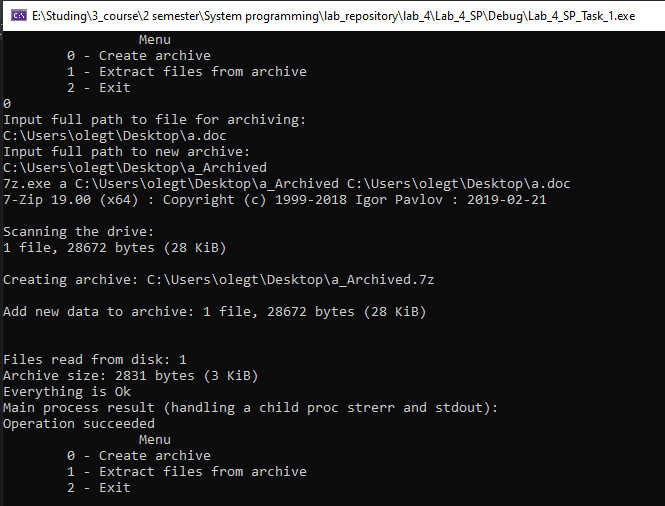 E:\Studing\3_course\2 semester\System programming\lab_repository\lab_4\Lab_4_SP\Debug\Lab_4_SP_Task_1.exe
Menu
0 - Create archive
1 - Extract files from archive
2 - Exit
0
Input full path to file for archiving:
C:\Users\olegt\Desktop\a.doc
Input full path to new archive:
C:\Users\olegt\Desktop\a_Archived
7z.exe a C:\Users\olegt\Desktop\a_Archived C:\Users\olegt\Desktop\a.doc
7-Zip 19.00 (x64) : Copyright (c) 1999-2018 Igor Pavlov : 2019-02-21
Scanning the drive:
1 file, 28672 bytes (28 KiB)
Creating archive: C:\Users\olegt\Desktop\a_Archived.7z
Add new data to archive: 1 file, 28672 bytes (28 KiB)
Files read from disk: 1
Archive size: 2831 bytes (3 KiB)
Everything is Ok
Main process result (handling a child proc strerr and stdout):
Operation succeeded
Menu
0 - Create archive
1 - Extract files from archive
2 - Exit